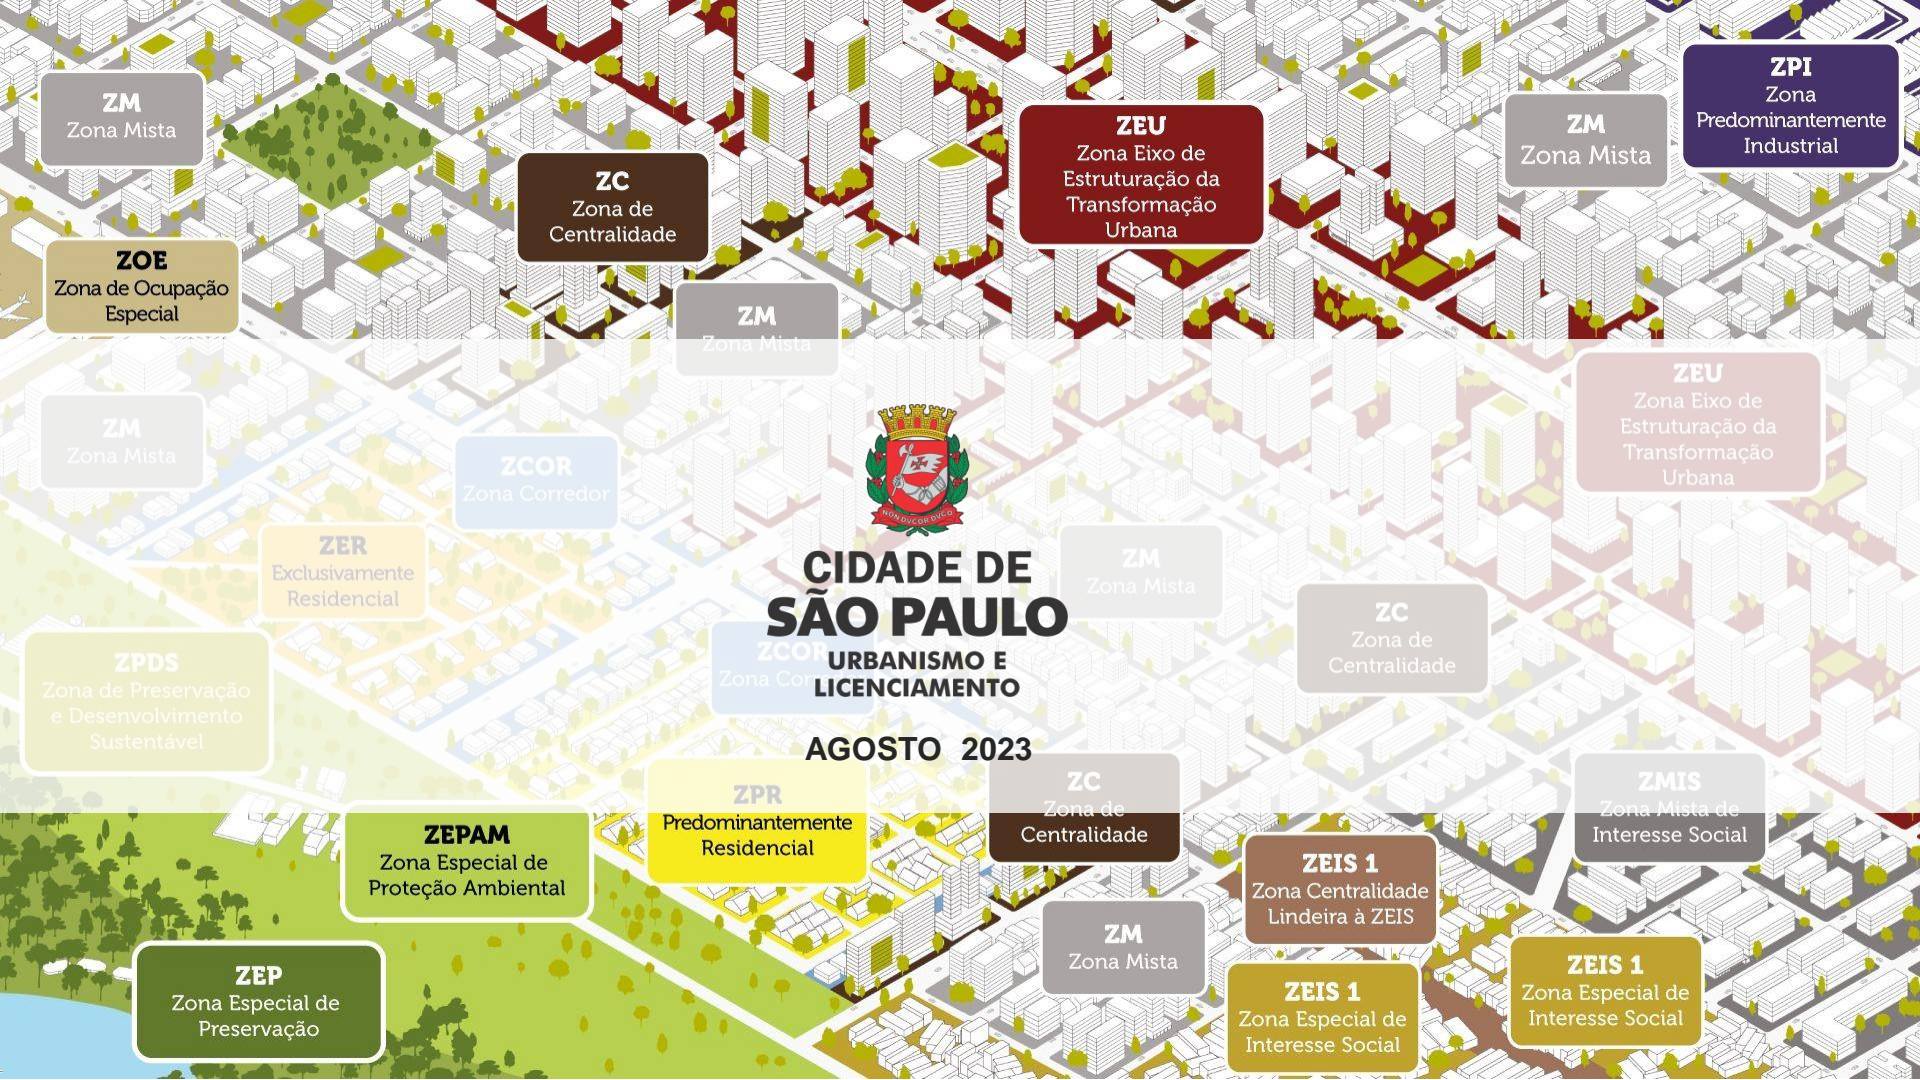 ZM
Zona Mista
ZOE
Zona de Ocupação
Especial
ZC
Zona de
Centralidade
ZM
Zona Mista
ZEU
Zona Eixo de
Estruturação da
Transformação
Urbana
ZM
Zona Mista
ZPI
Zona
Predominantemente
Industrial
ZM
Zona Mista
ZCOR
Zona Corredor
ZER
Exclusivamente
Residencial
ZPDS
Zona de Preservação
e Desenvolvimento
Sustentável
ZCOR
Zona
NON DVCOR DVCO
CIDADE DE
SÃO PAULO
URBANISMO E
LICENCIAMENTO
AGOSTO 2023
ZM
Zona Mista
ZEU
Zona Eixo de
Estruturação da
Transformação
Urbana
ZC
Zona de
Centralidade
ZEPAM
Zona Especial de
Proteção Ambiental
ZEP
Zona Especial de
Preservação
ZPR
Predominantemente
Residencial
ZC
Zona de
Centralidade
ZM
Zona Mista
ZEIS 1
Zona Centralidade
Lindeira à ZEIS
ZEIS 1
Zona Especial de
Interesse Social
ZMIS
Zona Mista de
Interesse Social
ZEIS 1
Zona Especial de
Interesse Social